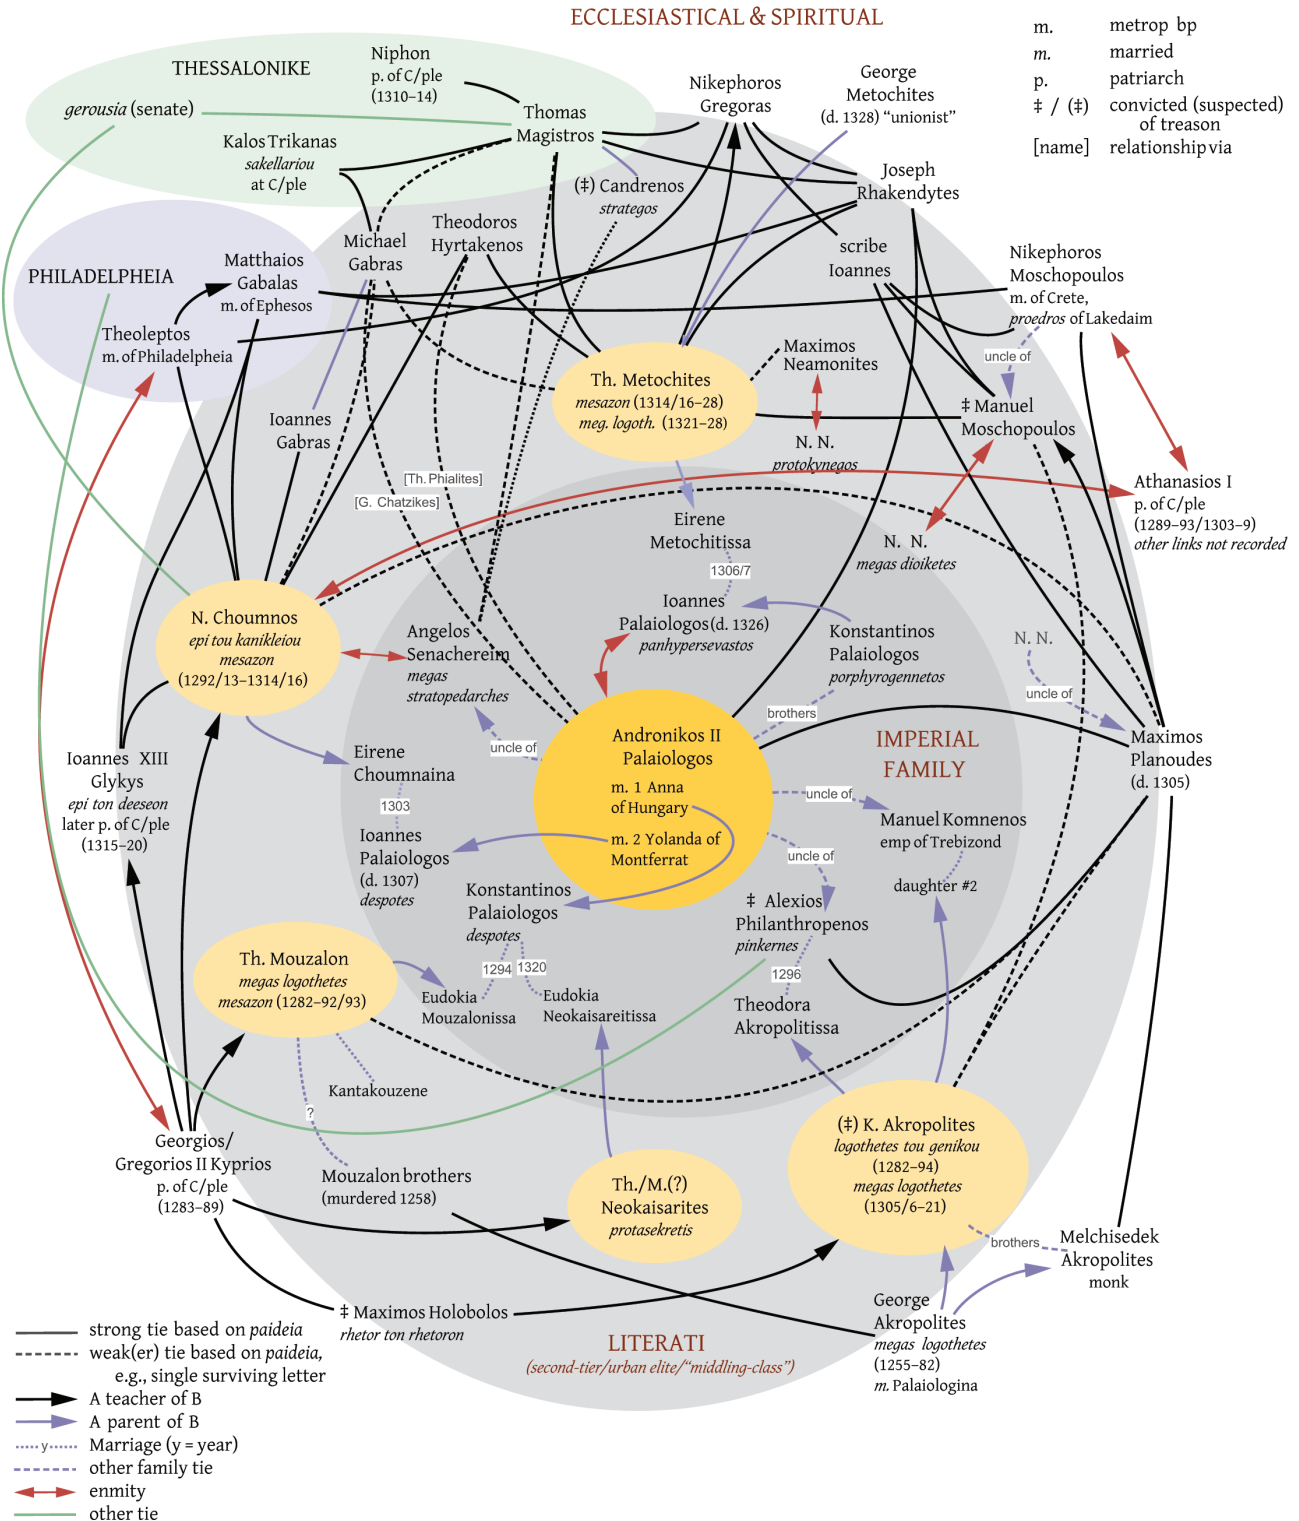 ECCLESIASTICAL & SPIRITUAL
m. metrop bp
m. married
p. patriarch
‡ / (‡) convicted (suspected)
of treason
[name] relationship via
THESSALONIKE
gerousia (senate)
Niphon
p. of C/ple
(1310–14)
Thomas
Magistros
Kalos Trikanas
sakellariou
at C/ple
Nikephoros
Gregoras
George
Metochites
(d. 1328) “unionist”
(‡) Candrenos
strategos
Joseph
Rhakendytes
PHILADELPHEIA
Matthaios
Gabalas
m. of Ephesos
Theoleptos
m. of Philadelpheia
Michael
Gabras
Theodoros
Hyrtakenos
scribe
Ioannes
Nikephoros
Moschopoulos
m. of Crete,
proedros of Lakedaim
uncle of
Ioannes
Gabras
Th. Metochites
mesazon (1314/16–28)
meg. logoth. (1321–28)
Maximos
Neamonites
N. N.
protokynegos
‡ Manuel
Moschopoulos
[Th. Phialites]
[G. Chatzikes]
Athanasios I
p. of C/ple
(1289–93/1303–9)
other links not recorded
Eirene
Metochitissa
1306/7
N. N.
megas dioiketes
Ioannes
Palaiologos (d. 1326)
panhypersevastos
Konstantinos
Palaiologos
porphyrogennetos
brothers
N. N.
uncle of
N. Choumnos
epi tou kanikleiou
mesazon
(1292/13–1314/16)
Angelos
Senachereim
megas
stratopedarches
uncle of
Andronikos II
Palaiologos
m. 1 Anna
of Hungary
m. 2 Yolanda of
Montferrat
IMPERIAL
FAMILY
Maximos
Planoudes
(d. 1305)
Ioannes XIII
Glykys
epi ton deeseon
later p. of C/ple
(1315–20)
Eirene
Choumnaina
1303
Ioannes
Palaiologos
(d. 1307)
despotes
uncle of
Manuel Komnenos
emp of Trebizond
daughter #2
uncle of
‡ Alexios
Philanthropenos
pinkernes
1296
Theodora
Akropolitissa
Konstantinos
Palaiologos
despotes
1294
1320
Eudokia
Mouzalonissa
Eudokia
Neokaisareitissa
Th. Mouzalon
megas logothetes
mesazon (1282–92/93)
Kantakouzene
?
Mouzalon brothers
(murdered 1258)
Georgios/
Gregorios II Kyprios
p. of C/ple
(1283–89)
Th./M.(?)
Neokaisarites
protasekretis
(‡) K. Akropolites
logothetes tou genikou
(1282–94)
megas logothetes
(1305/6–21)
brothers
Melchisedek
Akropolites
monk
‡ Maximos Holobolos
rhetor ton rhetoron
George
Akropolites
megas logothetes
(1255–82)
m. Palaiologina
LITERATI
(second-tier/urban elite/“middling-class”)
strong tie based on paideia
weak(er) tie based on paideia,
e.g., single surviving letter
A teacher of B
A parent of B
y Marriage (y = year)
other family tie
enmity
other tie